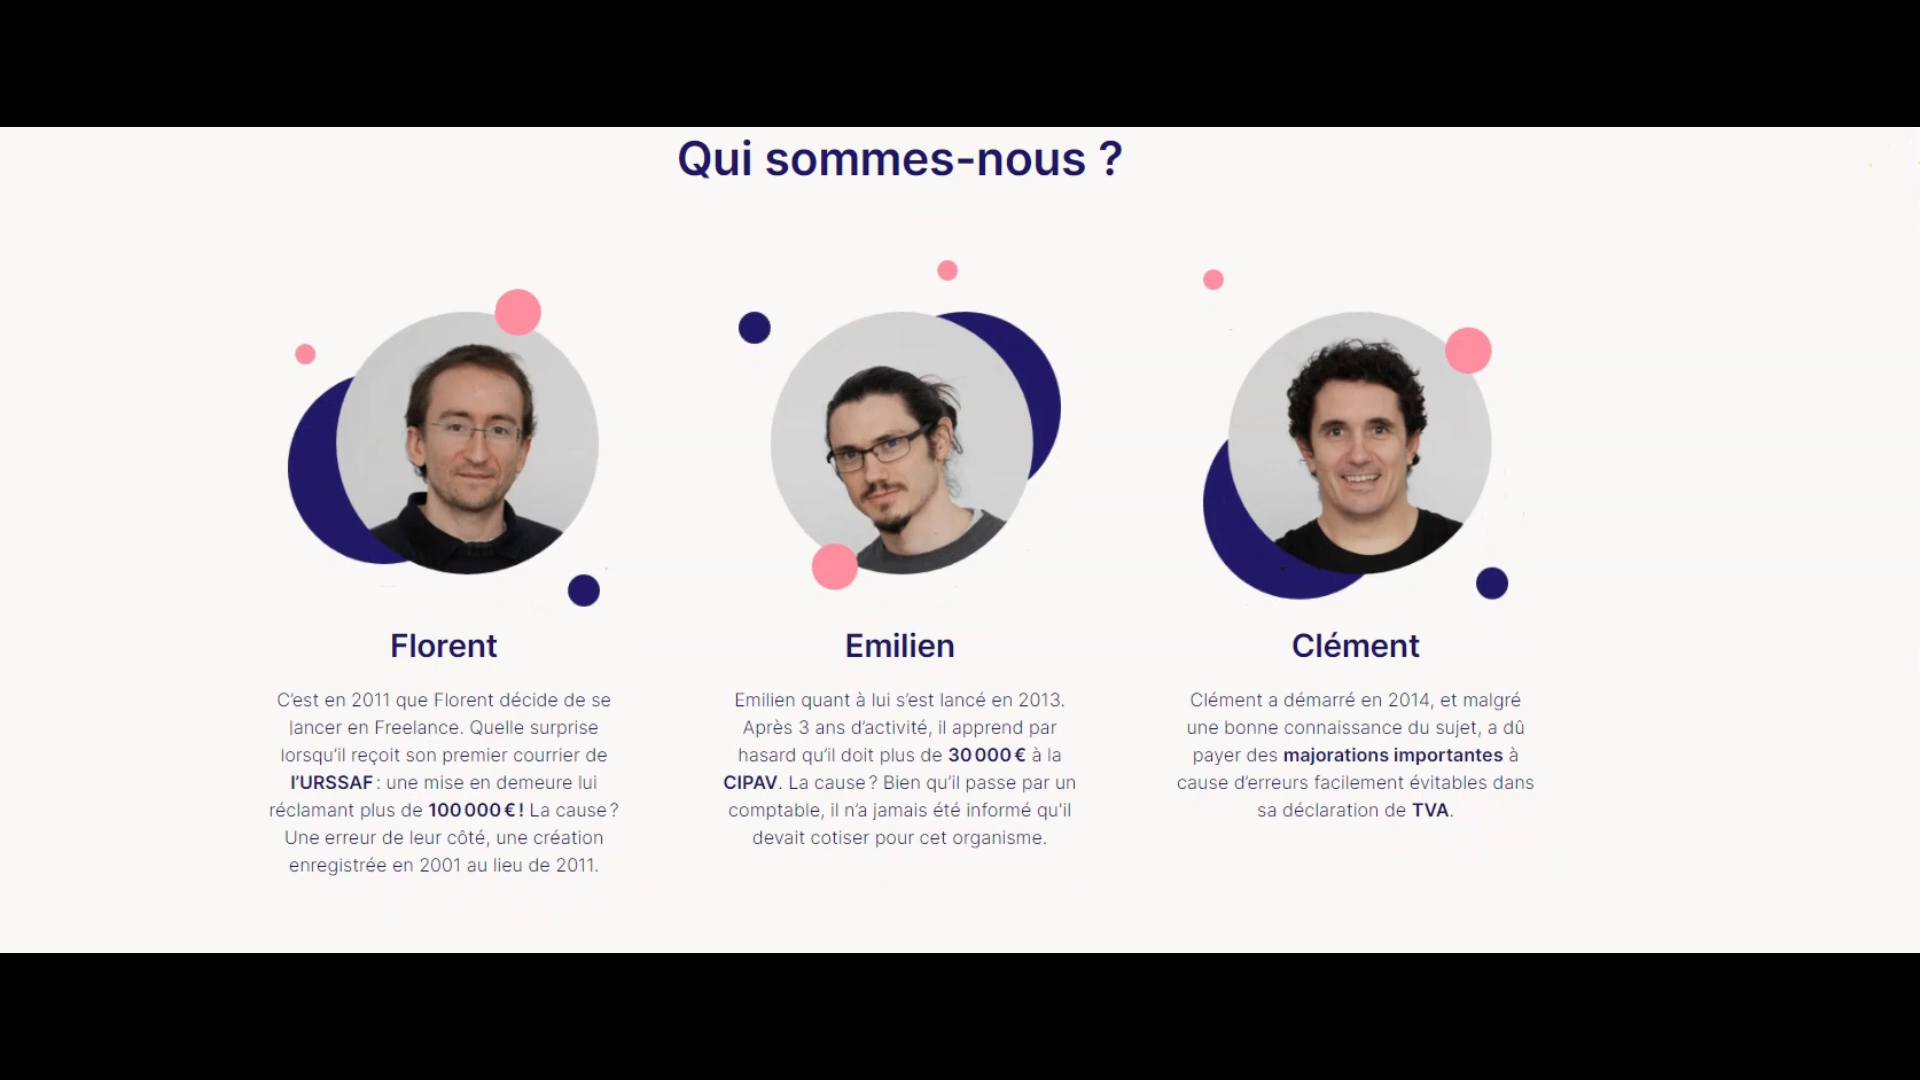 Qui sommes-nous ?
Florent
C’est en 2011 que Florent décide de se
lancer en Freelance. Quelle surprise
lorsqu’il reçoit son premier courrier de
l’URSSAF : une mise en demeure lui
réclamant plus de 100 000 € ! La cause ?
Une erreur de leur côté, une création
enregistrée en 2001 au lieu de 2011.
Emilien
Emilien quant à lui s’est lancé en 2013.
Après 3 ans d’activité, il apprend par
hasard qu’il doit plus de 30 000 € à la
CIPAV. La cause ? Bien qu’il passe par un
comptable, il n’a jamais été informé qu'il
devait cotiser pour cet organisme.
Clément
Clément a démarré en 2014, et malgré
une bonne connaissance du sujet, a dû
payer des majorations importantes à
cause d’erreurs facilement évitables dans
sa déclaration de TVA.